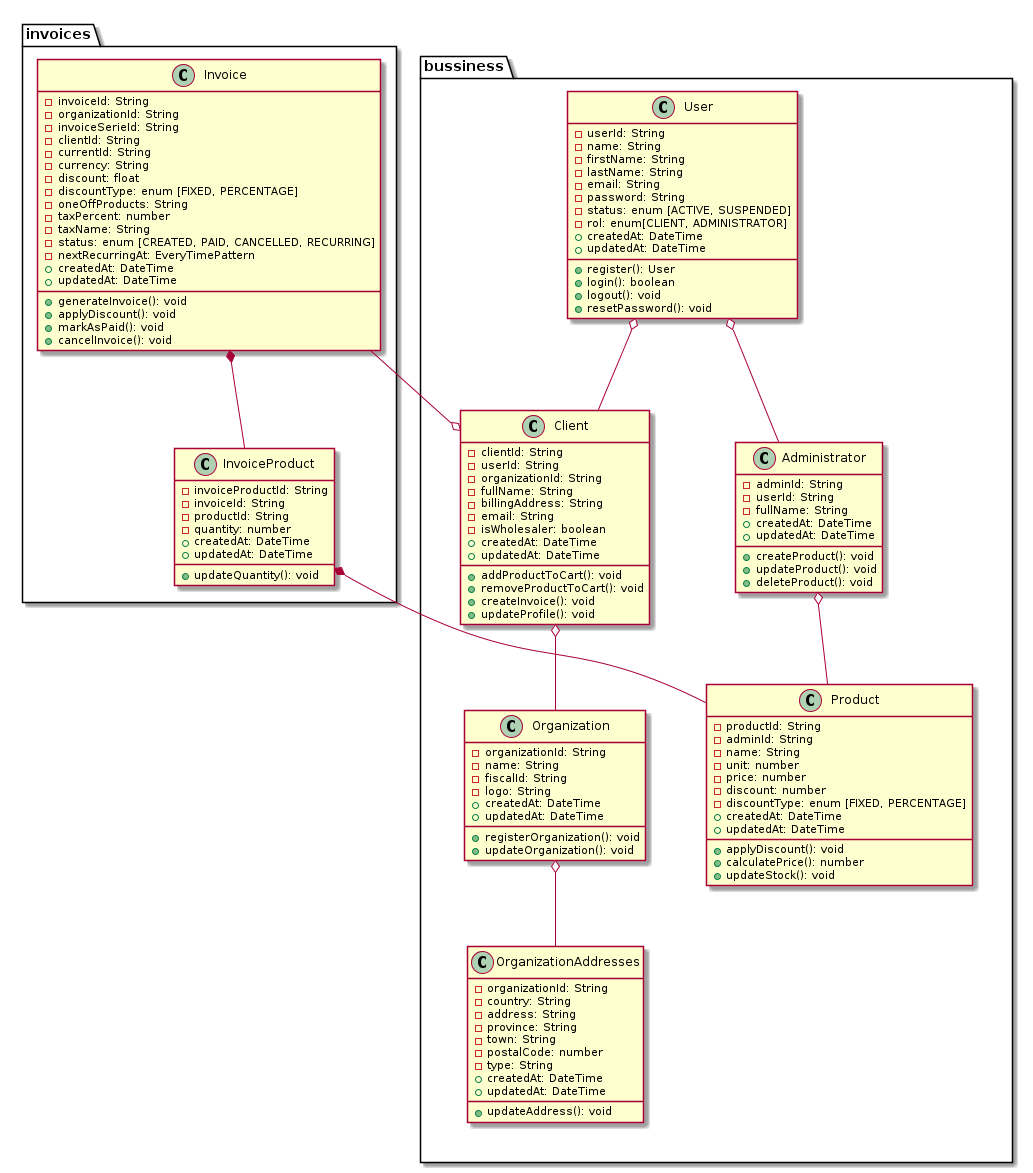 invoices
C Invoice
invoiceId: String
organizationId: String
invoiceSerieId: String
clientId: String
currentId: String
currency: String
discount: float
discountType: enum [FIXED, PERCENTAGE]
oneOffProducts: String
taxPercent: number
taxName: String
status: enum [CREATED, PAID, CANCELLED, RECURRING]
nextRecurringAt: EveryTimePattern
createdAt: DateTime
updatedAt: DateTime
generateInvoice(): void
applyDiscount(): void
markAsPaid(): void
cancelInvoice(): void
C InvoiceProduct
invoiceProductId: String
invoiceId: String
productId: String
quantity: number
createdAt: DateTime
updatedAt: DateTime
updateQuantity(): void
bussiness
C User
userId: String
name: String
firstName: String
lastName: String
email: String
password: String
status: enum [ACTIVE, SUSPENDED]
rol: enum[CLIENT, ADMINISTRATOR]
createdAt: DateTime
updatedAt: DateTime
register(): User
login(): boolean
logout(): void
resetPassword(): void
C Client
clientId: String
userId: String
organizationId: String
fullName: String
billingAddress: String
email: String
isWholesaler: boolean
createdAt: DateTime
updatedAt: DateTime
addProductToCart(): void
removeProductToCart(): void
createInvoice(): void
updateProfile(): void
C Administrator
adminId: String
userId: String
fullName: String
createdAt: DateTime
updatedAt: DateTime
createProduct(): void
updateProduct(): void
deleteProduct(): void
C Organization
organizationId: String
name: String
fiscalId: String
logo: String
createdAt: DateTime
updatedAt: DateTime
registerOrganization(): void
updateOrganization(): void
C Product
productId: String
adminId: String
name: String
unit: number
price: number
discount: number
discountType: enum [FIXED, PERCENTAGE]
createdAt: DateTime
updatedAt: DateTime
applyDiscount(): void
calculatePrice(): number
updateStock(): void
C OrganizationAddresses
organizationId: String
country: String
address: String
province: String
town: String
postalCode: number
type: String
createdAt: DateTime
updatedAt: DateTime
updateAddress(): void